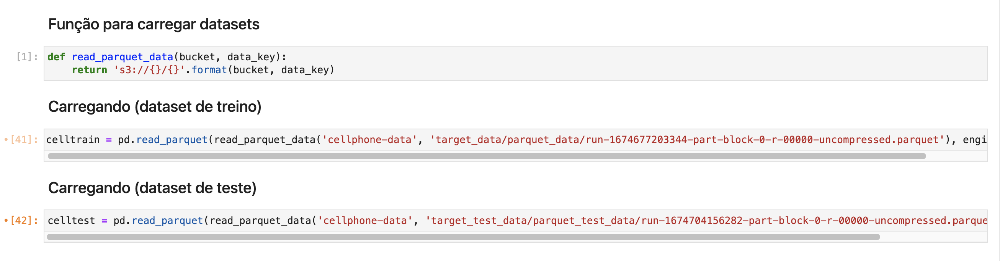 Função para carregar datasets
[1]: def read_parquet_data(bucket, data_key):
    return 's3://{}/{}'.format(bucket, data_key)
Carregando (dataset de treino)
•[41]: celltrain = pd.read_parquet(read_parquet_data('cellphone-data', 'target_data/parquet_data/run-1674677203344-part-block-0-r-00000-uncompressed.parquet'), engi
Carregando (dataset de teste)
•[42]: celltest = pd.read_parquet(read_parquet_data('cellphone-data', 'target_test_data/parquet_test_data/run-1674704156282-part-block-0-r-00000-uncompressed.parque